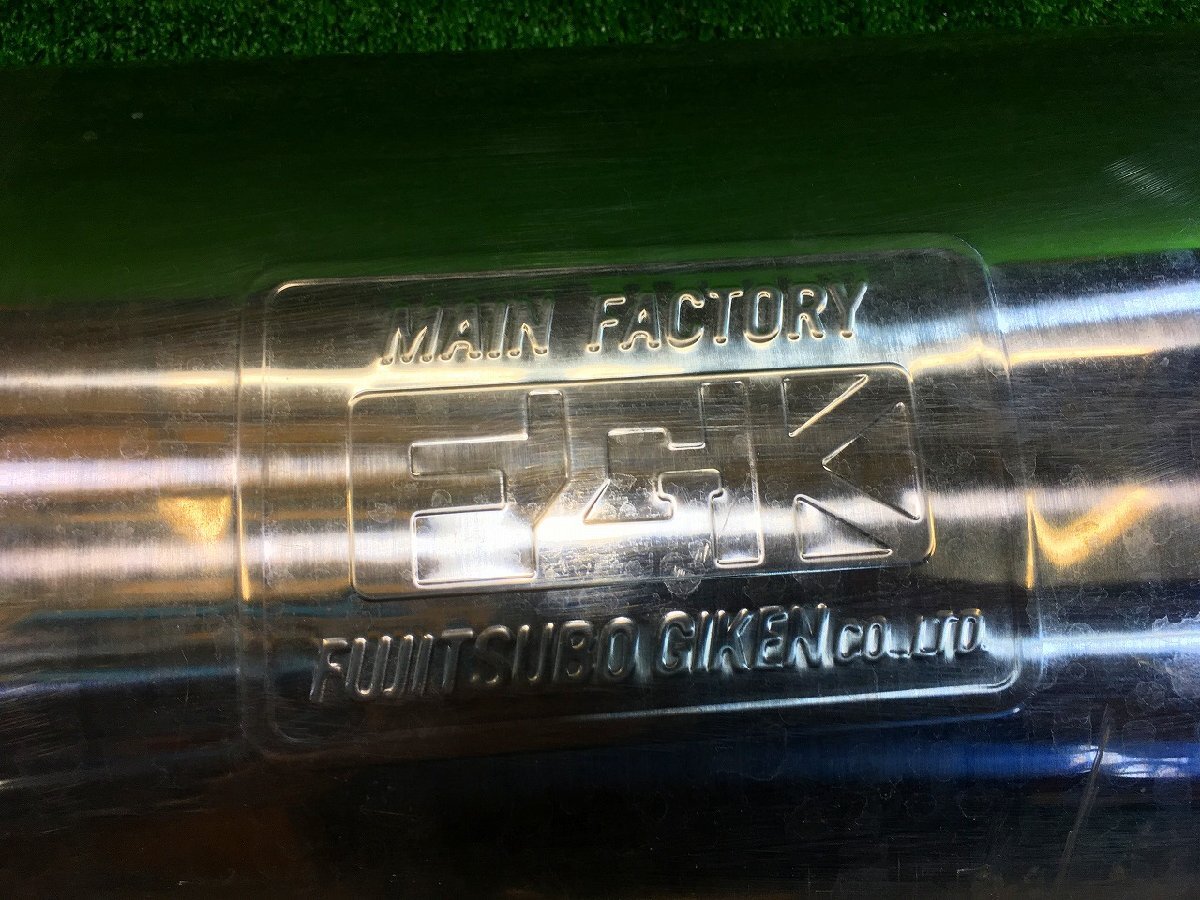 MAIN FACTORY
FGK
FUJITSUBO GIKEN CO.,LTD.